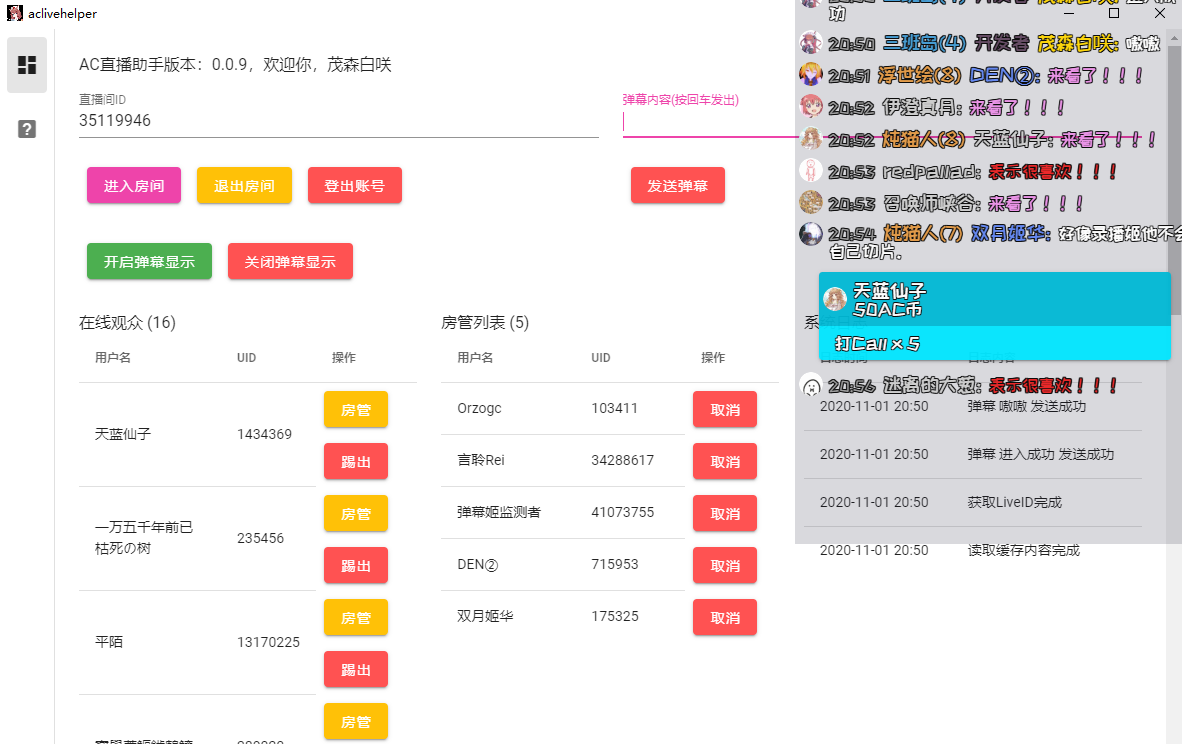 aclivehelper
AC直播助手版本：0.0.9，欢迎你，茂森白咲
直播间ID
35119946
弹幕内容(按回车发出)
进入房间 退出房间 登出账号
发送弹幕
开启弹幕显示 关闭弹幕显示
在线观众 (16)
用户名 UID 操作
天蓝仙子 1434369 房管
踢出
一万五千年前已
枯死の树
235456 房管
踢出
平陌 13170225 房管
踢出
房管
房管列表 (5)
用户名 UID 操作
Orzogc 103411 取消
言聆Rei 34288617 取消
弹幕姬监测者 41073755 取消
DEN② 715953 取消
双月姬华 175325 取消
功
20:50 三班岛(4) 开发者 茂森白咲: 嗷嗷
20:51 浮世绘(8) DEN②: 来看了！！！
20:52 伊澄真月: 来看了！！！
20:52 炖猫人(8) 天蓝仙子: 来看了！！！
20:53 redpallad: 表示很喜欢！！！
20:53 召唤师峡谷: 来看了！！！
20:54 炖猫人(7) 双月姬华: 好像录播姬他不会
自己切片。
天蓝仙子
50AC币
打Call × 5
20:56 逃离的大葱: 表示很喜欢！！！
2020-11-01 20:50 弹幕 嗷嗷 发送成功
2020-11-01 20:50 弹幕 进入成功 发送成功
2020-11-01 20:50 获取LiveID完成
2020-11-01 20:50 读取缓存内容完成